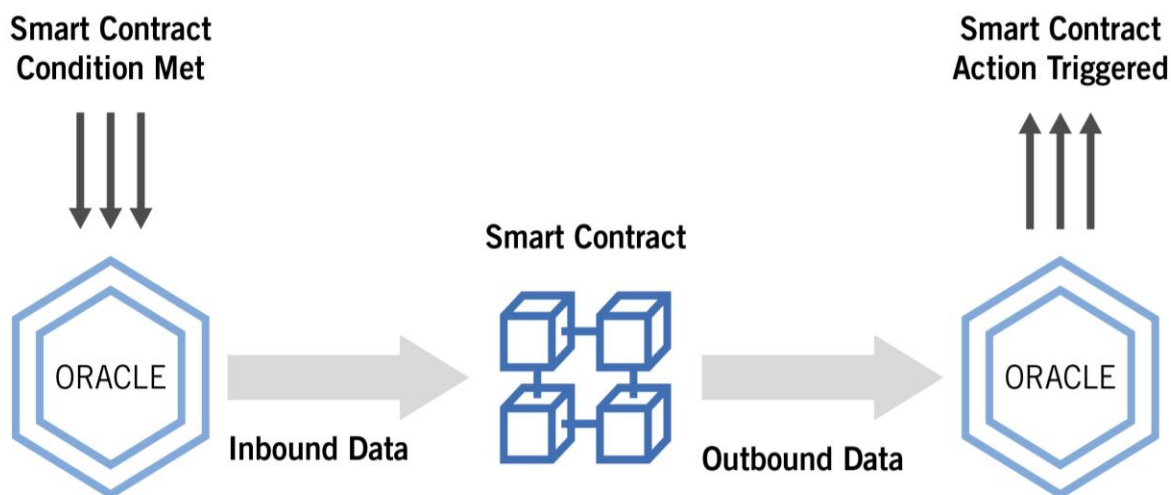 Smart Contract
Condition Met
Smart Contract
Action Triggered
Smart Contract
ORACLE
ORACLE
Inbound Data
Outbound Data